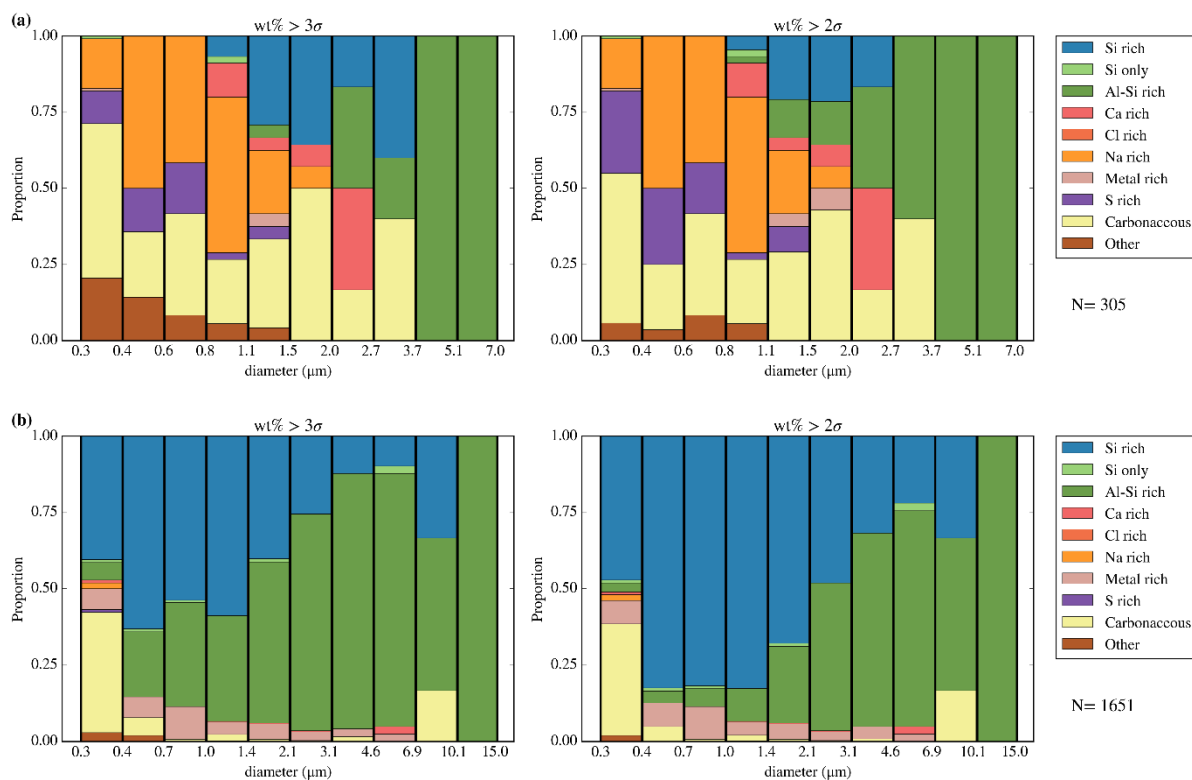 (a)
wt% > 3σ
1.00
0.75
0.50
0.25
0.00
Proportion
0.3 0.4 0.6 0.8 1.1 1.5 2.0 2.7 3.7 5.1 7.0
diameter (μm)
wt% > 2σ
1.00
0.75
0.50
0.25
0.00
Proportion
0.3 0.4 0.6 0.8 1.1 1.5 2.0 2.7 3.7 5.1 7.0
diameter (μm)
Si rich
Si only
Al-Si rich
Ca rich
Cl rich
Na rich
Metal rich
S rich
Carbonaceous
Other
N= 305
(b)
wt% > 3σ
1.00
0.75
0.50
0.25
0.00
Proportion
0.3 0.4 0.7 1.0 1.4 2.1 3.1 4.6 6.9 10.1 15.0
diameter (μm)
wt% > 2σ
1.00
0.75
0.50
0.25
0.00
Proportion
0.3 0.4 0.7 1.0 1.4 2.1 3.1 4.6 6.9 10.1 15.0
diameter (μm)
Si rich
Si only
Al-Si rich
Ca rich
Cl rich
Na rich
Metal rich
S rich
Carbonaceous
Other
N= 1651